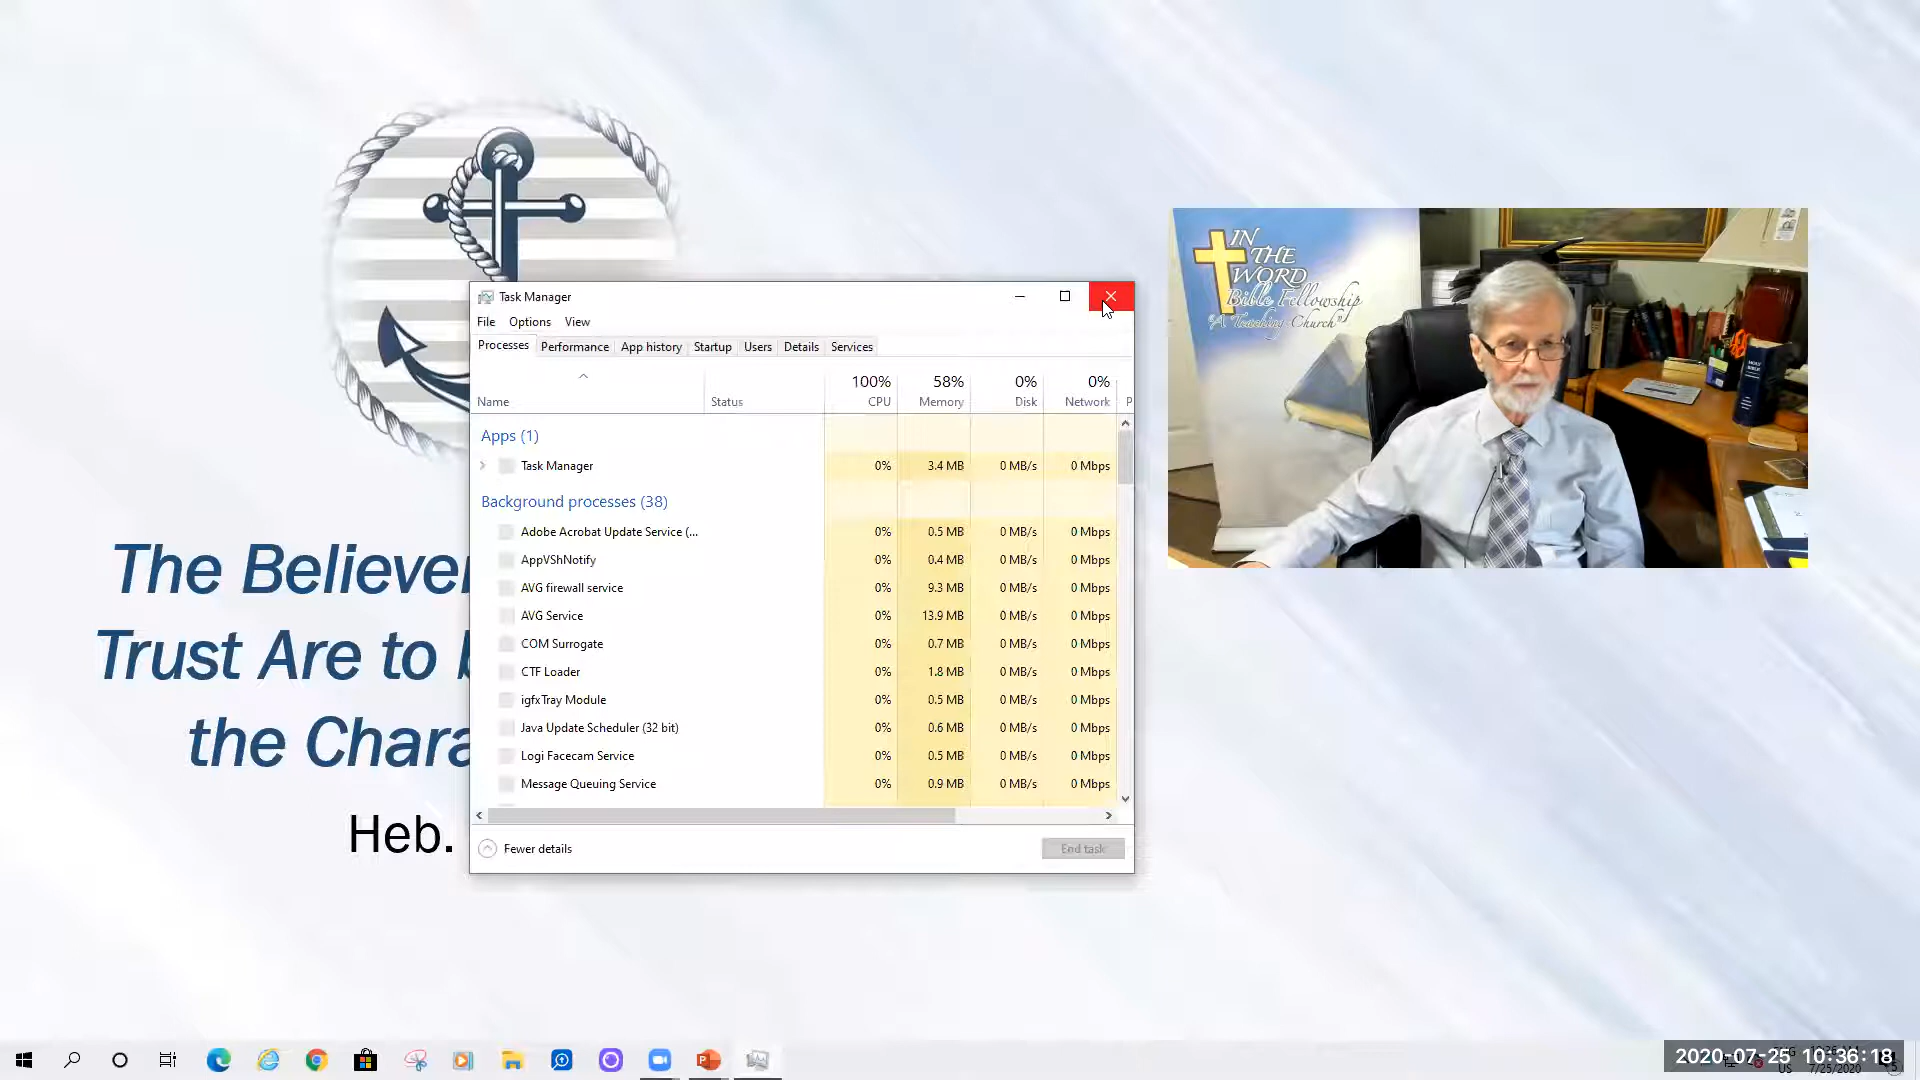 IN
THE
WORD
Bible Fellowship
"A Teaching Church"
HOLY BIBLE
Task Manager
File Options View
Processes Performance App history Startup Users Details Services
100% 58% 0% 0%
Name Status CPU Memory Disk Network P
Apps (1)
Task Manager 0% 3.4 MB 0 MB/s 0 Mbps
Background processes (38)
Adobe Acrobat Update Service (... 0% 0.5 MB 0 MB/s 0 Mbps
AppVShNotify 0% 0.4 MB 0 MB/s 0 Mbps
AVG firewall service 0% 9.3 MB 0 MB/s 0 Mbps
AVG Service 0% 13.9 MB 0 MB/s 0 Mbps
COM Surrogate 0% 0.7 MB 0 MB/s 0 Mbps
CTF Loader 0% 1.8 MB 0 MB/s 0 Mbps
igfxTray Module 0% 0.5 MB 0 MB/s 0 Mbps
Java Update Scheduler (32 bit) 0% 0.6 MB 0 MB/s 0 Mbps
Logi Facecam Service 0% 0.5 MB 0 MB/s 0 Mbps
Message Queuing Service 0% 0.9 MB 0 MB/s 0 Mbps
Fewer details End task
The Believer
Trust Are to
the Chara
Heb.
2020-07-25 10:36:18
US 7/25/2020